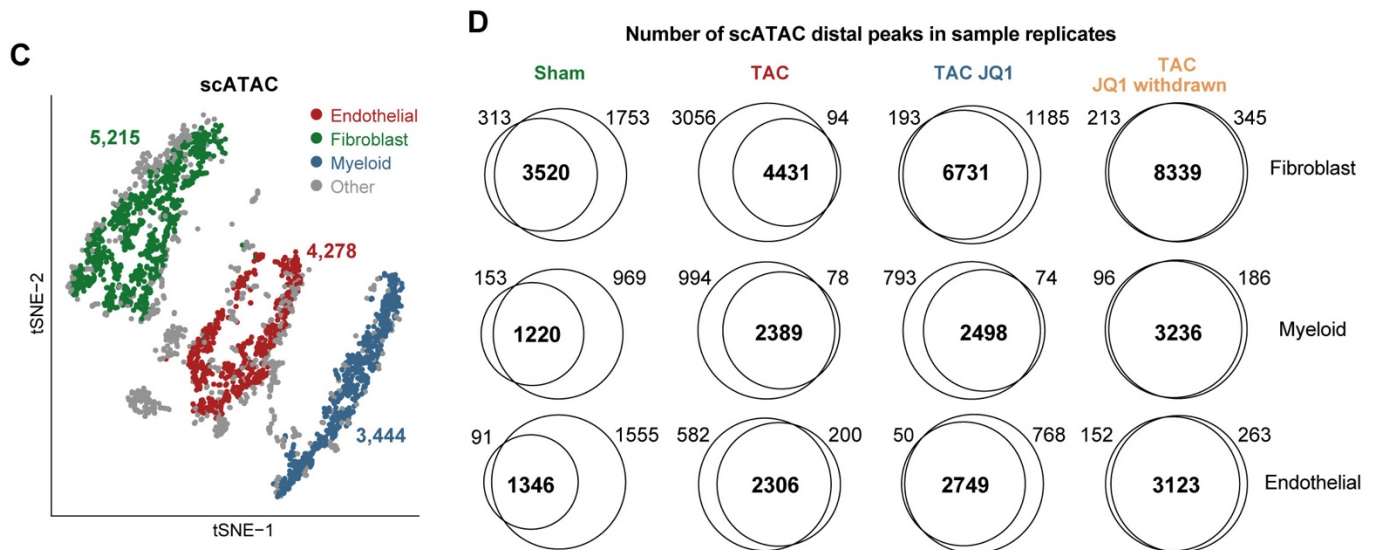 C
scATAC
5,215
Endothelial
Fibroblast
Myeloid
Other
4,278
3,444
tSNE−2
tSNE−1
D
Number of scATAC distal peaks in sample replicates
Sham
TAC
TAC JQ1
TAC
JQ1 withdrawn
313 3520 1753
3056 4431 94
193 6731 1185
213 8339 345
Fibroblast
153 1220 969
994 2389 78
793 2498 74
96 3236 186
Myeloid
91 1346 1555
582 2306 200
50 2749 768
152 3123 263
Endothelial